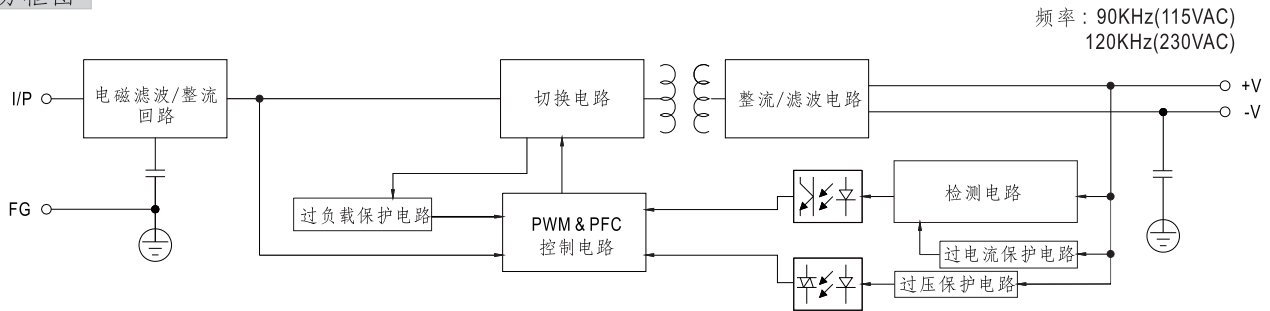 频率 : 90KHz(115VAC)
120KHz(230VAC)
I/P
电磁滤波/整流
回路
切换电路
整流/滤波电路
+V
-V
FG
过负载保护电路
PWM & PFC
控制电路
检测电路
过电流保护电路
过压保护电路